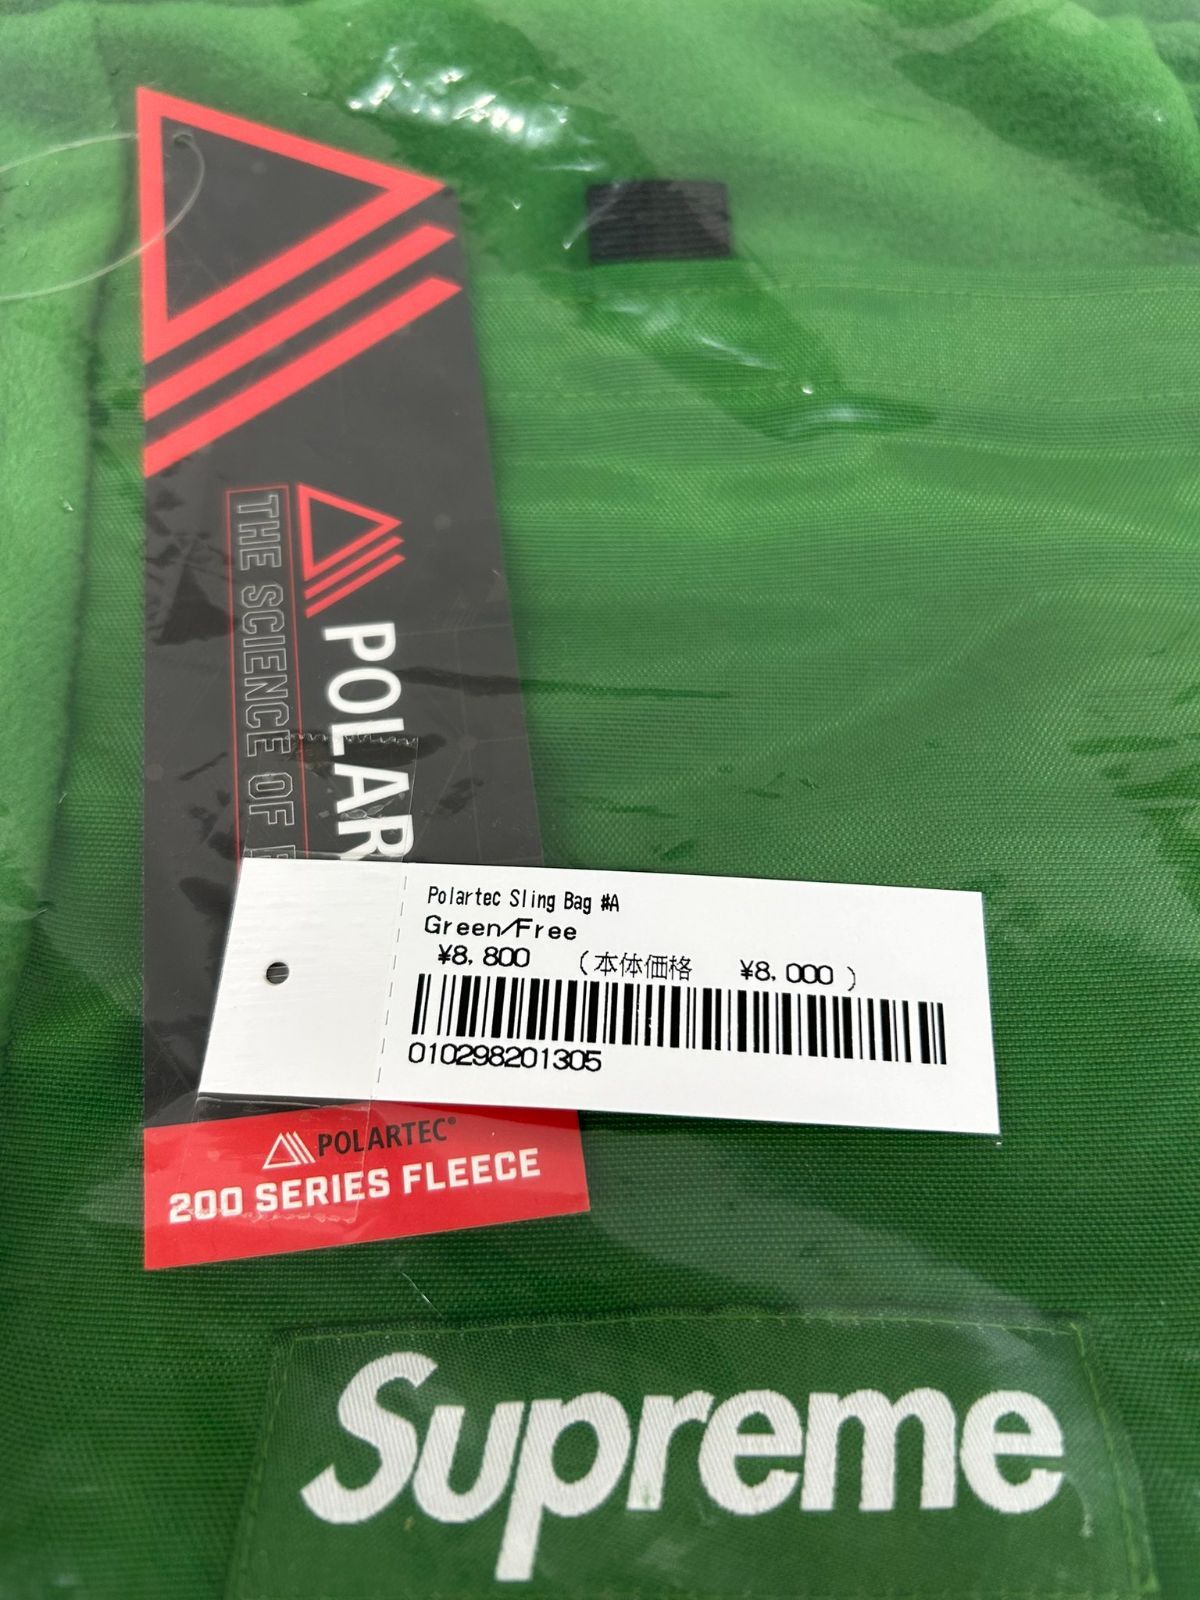 THE SCIENCE OF
POLAR
Polartec Sling Bag #A
Green/Free
¥8,800 (本体価格 ¥8,000 )
010298201305
POLARTEC®
200 SERIES FLEECE
Supreme